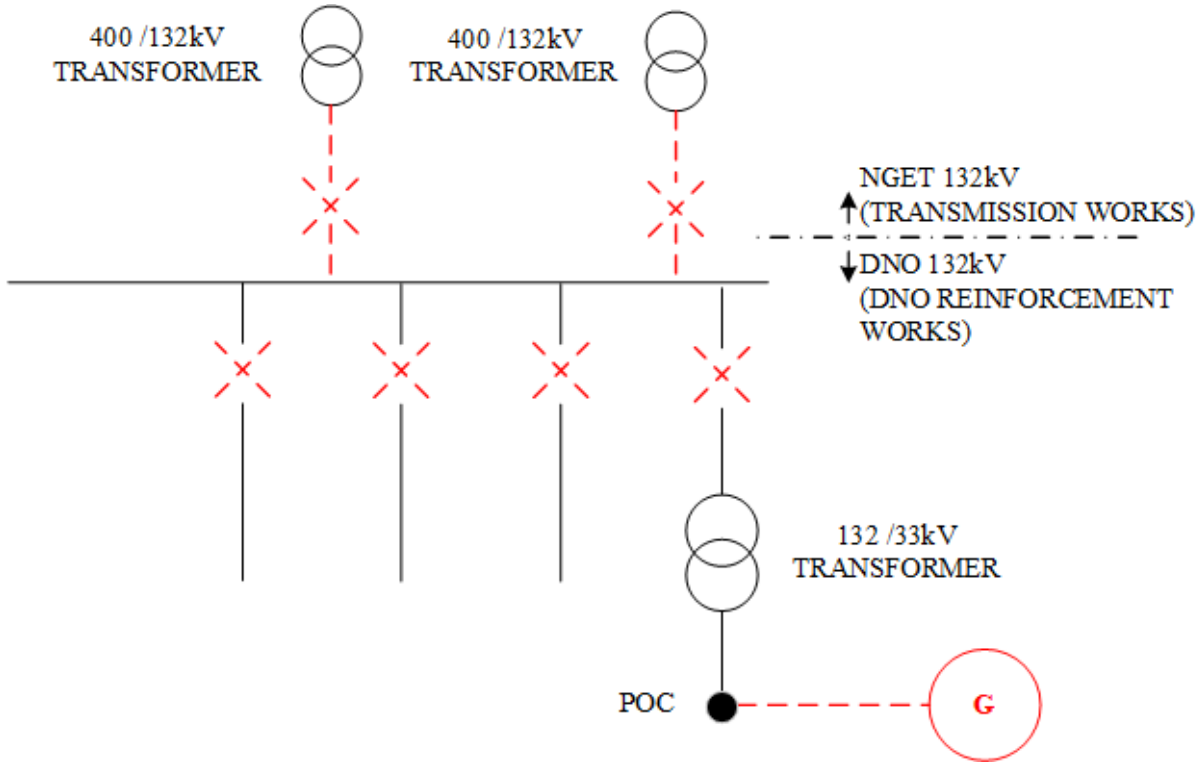 400 /132kV
TRANSFORMER
400 /132kV
TRANSFORMER
NGET 132kV
(TRANSMISSION WORKS)
DNO 132kV
(DNO REINFORCEMENT
WORKS)
132 /33kV
TRANSFORMER
POC
G